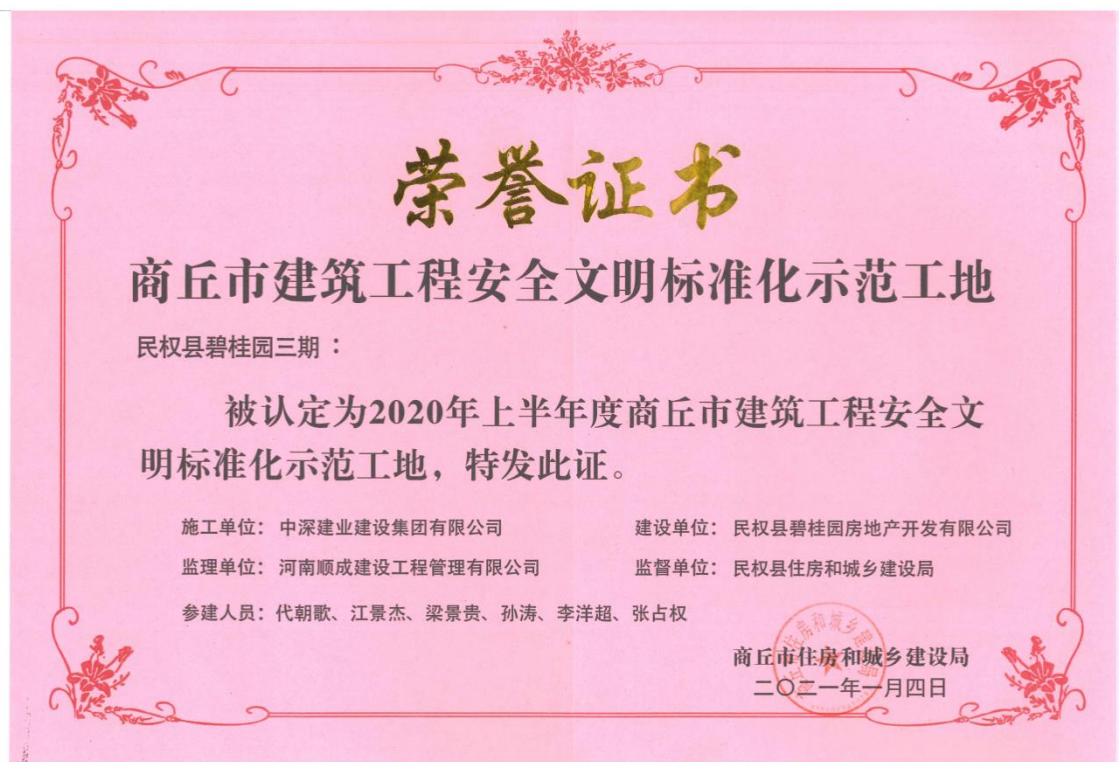 荣誉证书
商丘市建筑工程安全文明标准化示范工地
民权县碧桂园三期：
被认定为2020年上半年度商丘市建筑工程安全文
明标准化示范工地，特发此证。
施工单位：中深建业建设集团有限公司
建设单位：民权县碧桂园房地产开发有限公司
监理单位：河南顺成建设工程管理有限公司
监督单位：民权县住房和城乡建设局
参建人员：代朝歌、江景杰、梁景贵、孙涛、李洋超、张占权
商丘市住房和城乡建设局
二〇二一年一月四日